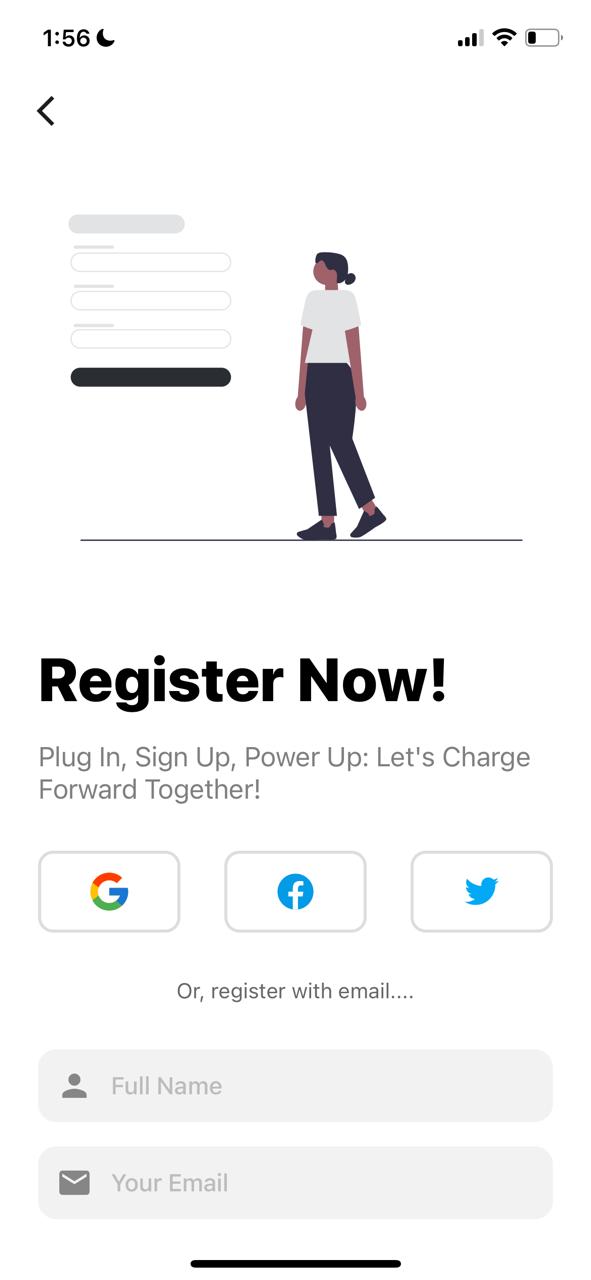 1:56
Register Now!
Plug In, Sign Up, Power Up: Let's Charge
Forward Together!
Or, register with email....
Full Name
Your Email